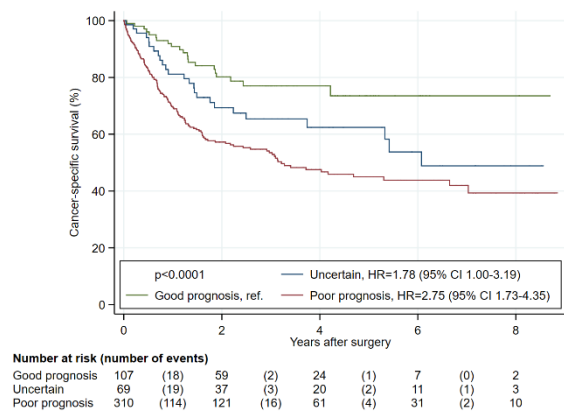 Cancer-specific survival (%)
100
80
60
40
20
0
p<0.0001
Uncertain, HR=1.78 (95% CI 1.00-3.19)
Good prognosis, ref.
Poor prognosis, HR=2.75 (95% CI 1.73-4.35)
0 2 4 6 8
Years after surgery
Number at risk (number of events)
Good prognosis 107 (18) 59 (2) 24 (1) 7 (0) 2
Uncertain 69 (19) 37 (3) 20 (2) 11 (1) 3
Poor prognosis 310 (114) 121 (16) 61 (4) 31 (2) 10